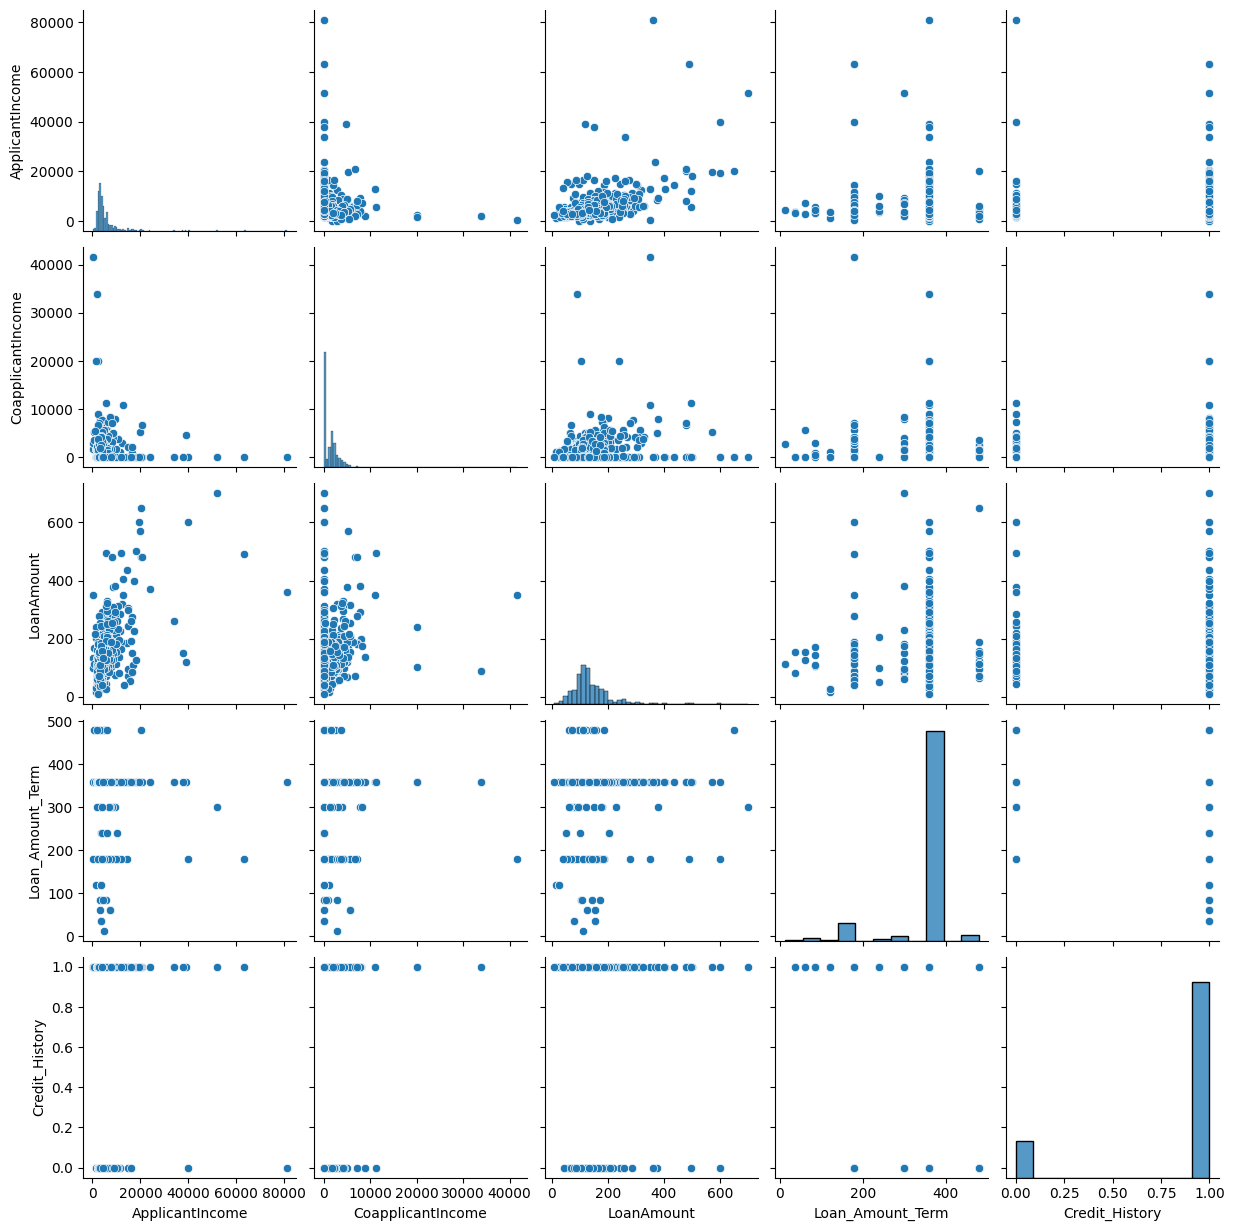 80000
60000
40000
20000
0
ApplicantIncome
40000
30000
20000
10000
0
CoapplicantIncome
600
400
200
0
LoanAmount
500
400
300
200
100
0
Loan_Amount_Term
1.0
0.8
0.6
0.4
0.2
0.0
Credit_History
0 20000 40000 60000 80000
0 10000 20000 30000 40000
0 200 400 600
0 200 400
0.00 0.25 0.50 0.75 1.00
ApplicantIncome
CoapplicantIncome
LoanAmount
Loan_Amount_Term
Credit_History